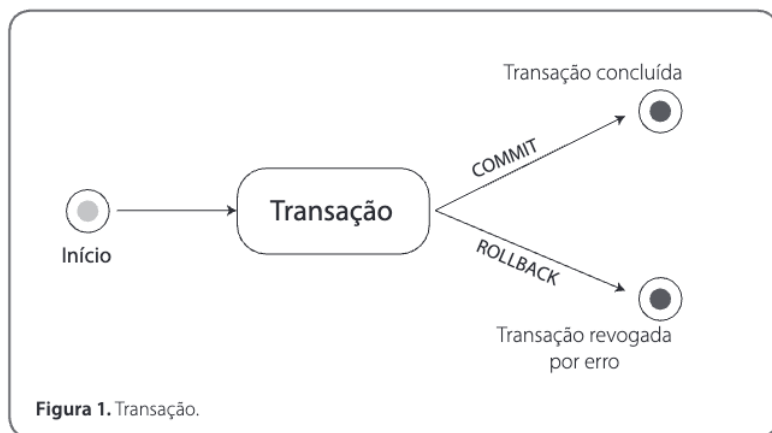 Transação concluída
COMMIT
Transação
Início
ROLLBACK
Transação revogada
por erro
Figura 1. Transação.